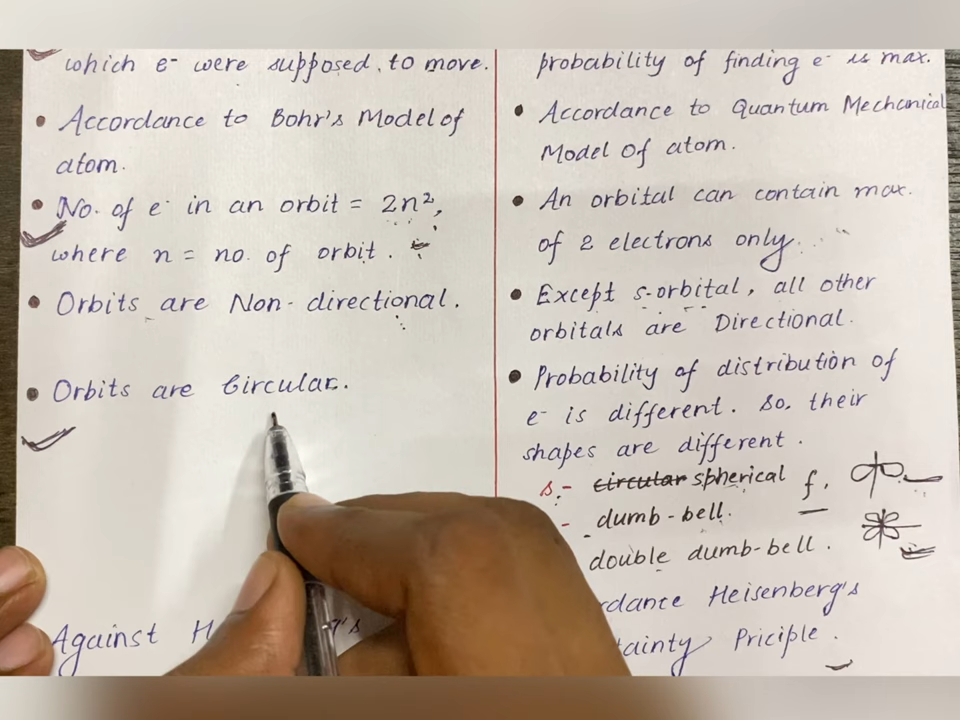 which e- were supposed to move.
• Accordance to Bohr's Model of
atom.
• No. of e- in an orbit = 2n²,
where n = no. of orbit.
• Orbits are Non-directional.
• Orbits are Circular.
Against H 's
probability of finding e- is max.
• Accordance to Quantum Mechanical
Model of atom.
• An orbital can contain max.
of 2 electrons only.
• Except s-orbital, all other
orbitals are Directional.
• Probability of distribution of
e- is different. So, their
shapes are different.
s - circular spherical f,
- dumb-bell.
double dumb-bell.
rdance Heisenberg's
tainty Priciple.